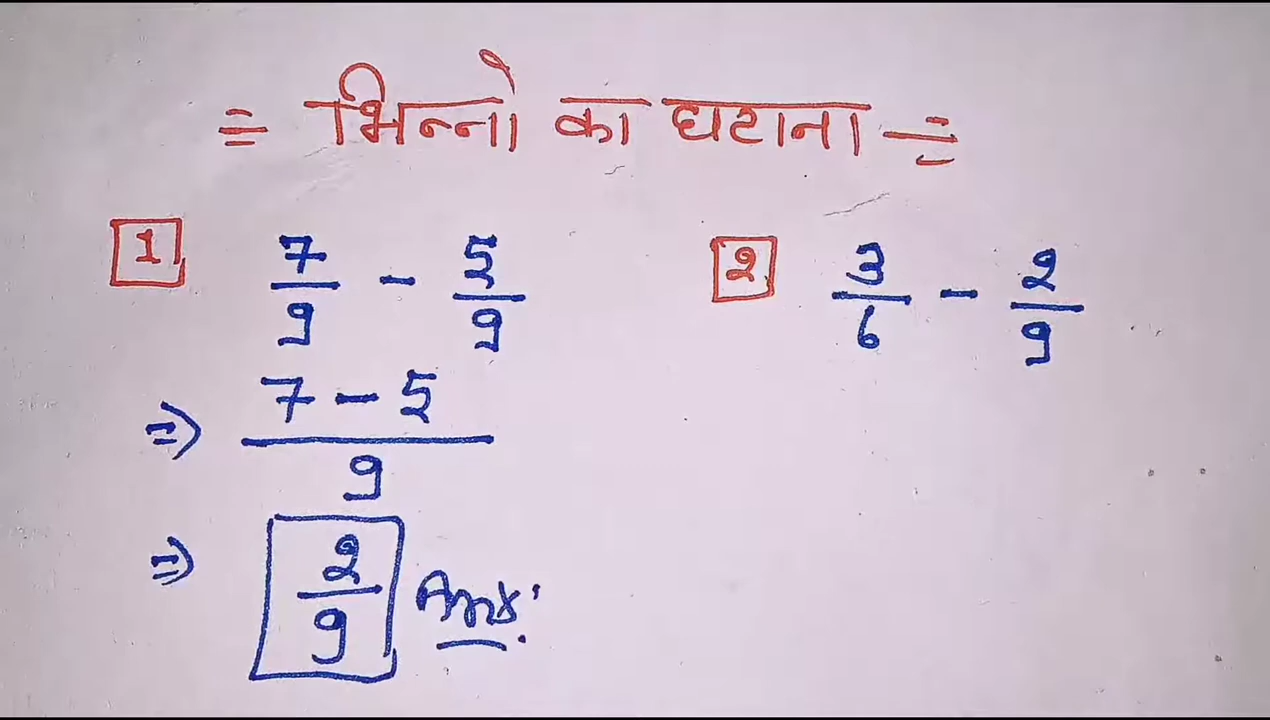 ÷ भिन्नो का घटाना ÷
1 7/9 - 5/9
2 3/6 - 2/9
⇒ 7 - 5 / 9
⇒ 2/9 Ans: